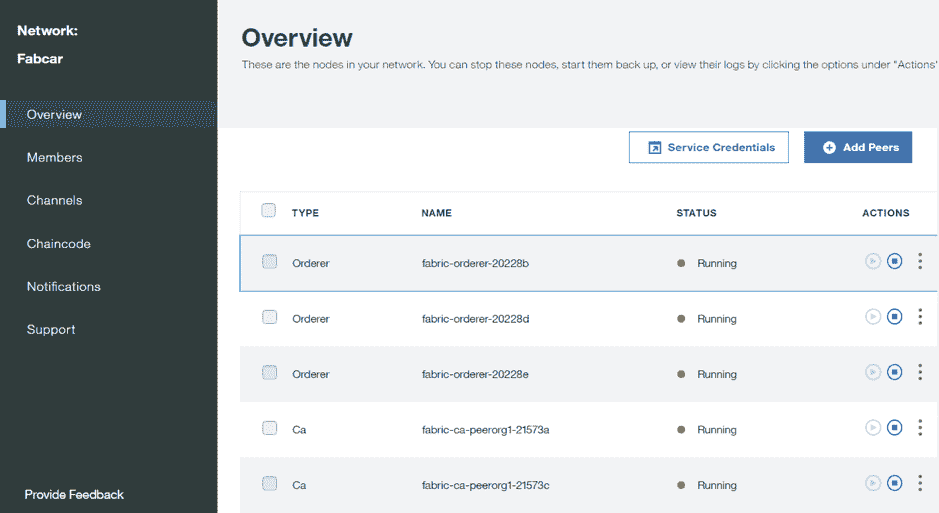 Network:
Fabcar
Overview
Members
Channels
Chaincode
Notifications
Support
Provide Feedback
Overview
These are the nodes in your network. You can stop these nodes, start them back up, or view their logs by clicking the options under "Actions"
Service Credentials
Add Peers
TYPE NAME STATUS ACTIONS
Orderer fabric-orderer-20228b Running
Orderer fabric-orderer-20228d Running
Orderer fabric-orderer-20228e Running
Ca fabric-ca-peerorg1-21573a Running
Ca fabric-ca-peerorg1-21573c Running